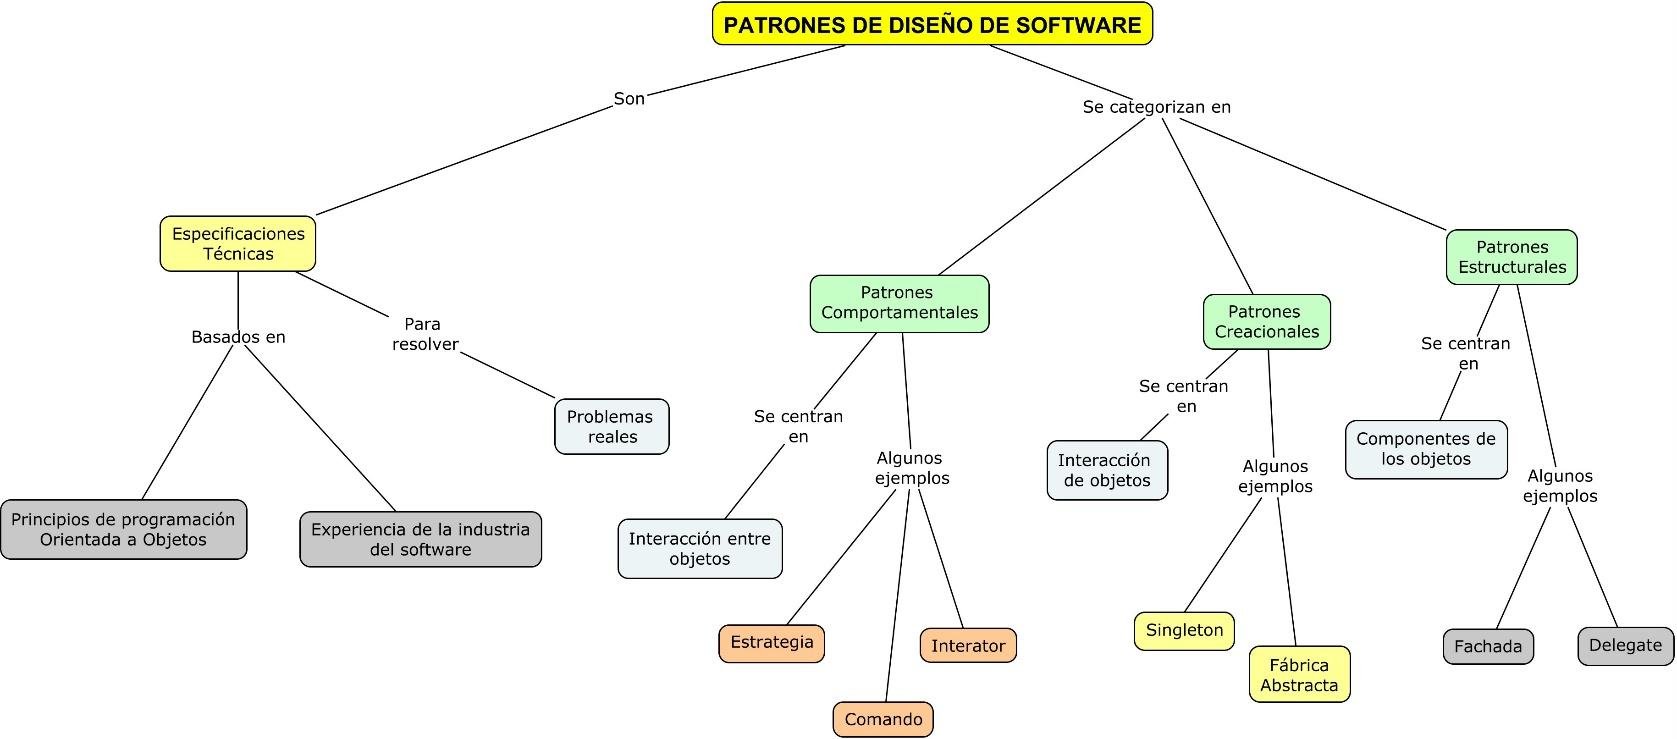 PATRONES DE DISEÑO DE SOFTWARE
Son
Se categorizan en
Especificaciones
Técnicas
Basados en
Para
resolver
Problemas
reales
Principios de programación
Orientada a Objetos
Experiencia de la industria
del software
Patrones
Comportamentales
Se centran
en
Interacción entre
objetos
Algunos
ejemplos
Estrategia
Comando
Interator
Patrones
Creacionales
Se centran
en
Interacción
de objetos
Algunos
ejemplos
Singleton
Fábrica
Abstracta
Patrones
Estructurales
Se centran
en
Componentes de
los objetos
Algunos
ejemplos
Fachada
Delegate